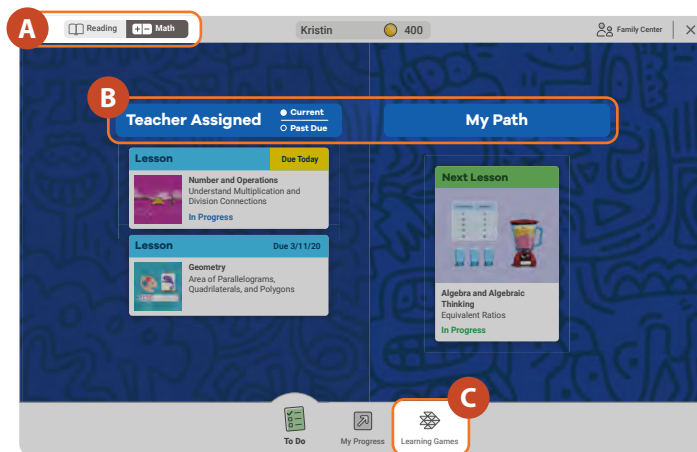 A
Reading
Math
Kristin
400
Family Center
B
Teacher Assigned
Current
Past Due
My Path
Lesson
Due Today
Number and Operations
Understand Multiplication and
Division Connections
In Progress
Lesson
Due 3/11/20
Geometry
Area of Parallelograms,
Quadrilaterals, and Polygons
Next Lesson
Algebra and Algebraic
Thinking
Equivalent Ratios
In Progress
C
To Do
My Progress
Learning Games